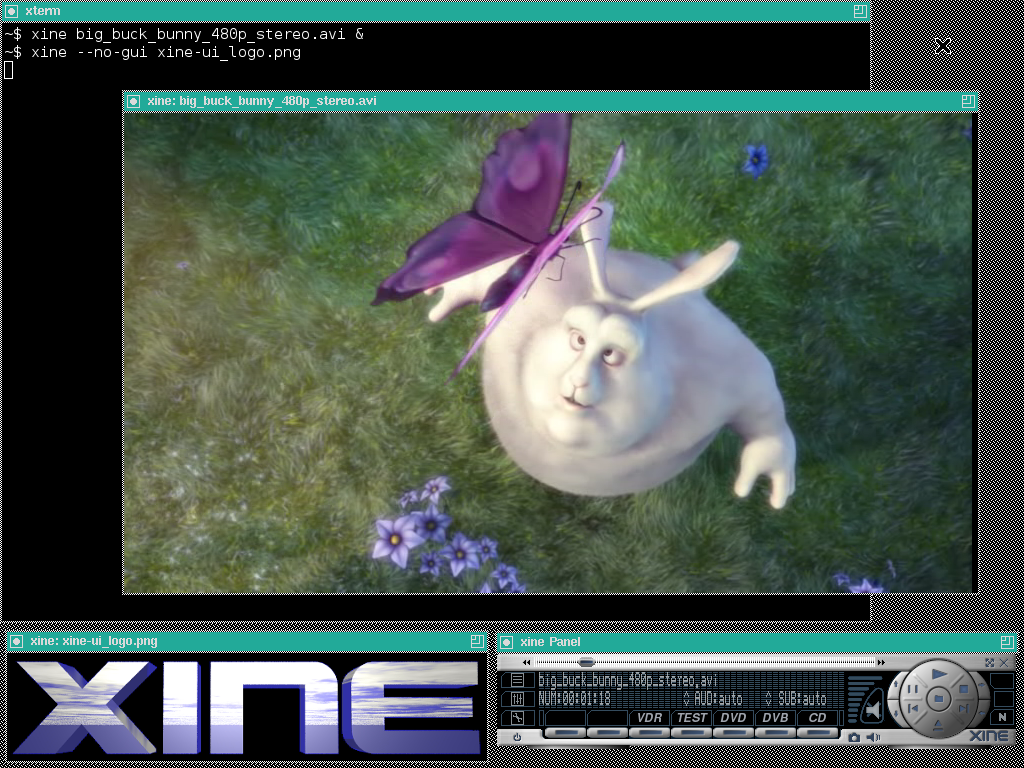 xterm
~$ xine big_buck_bunny_480p_stereo.avi &
~$ xine --no-gui xine-ui_logo.png
xine: big_buck_bunny_480p_stereo.avi
xine: xine-ui_logo.png
XINE
xine Panel
big_buck_bunny_480p_stereo.avi
NUM:00:01:18 AUD:auto SUB:auto
VDR TEST DVD DVB CD
N
XINE